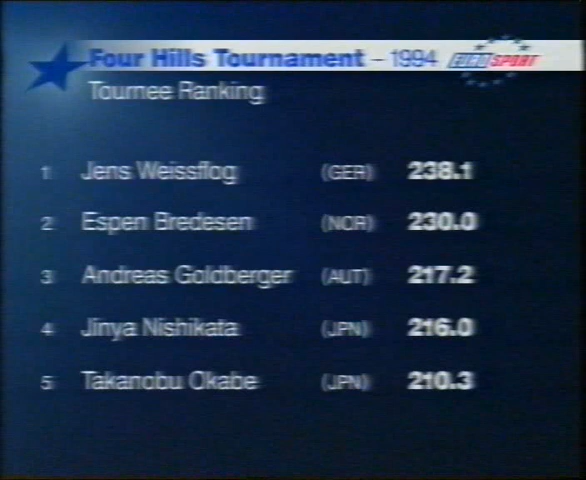 Four Hills Tournament – 1994 EUROSPORT
Tournee Ranking
1 Jens Weissflog (GER) 238.1
2 Espen Bredesen (NOR) 230.0
3 Andreas Goldberger (AUT) 217.2
4 Jinya Nishikata (JPN) 216.0
5 Takanobu Okabe (JPN) 210.3